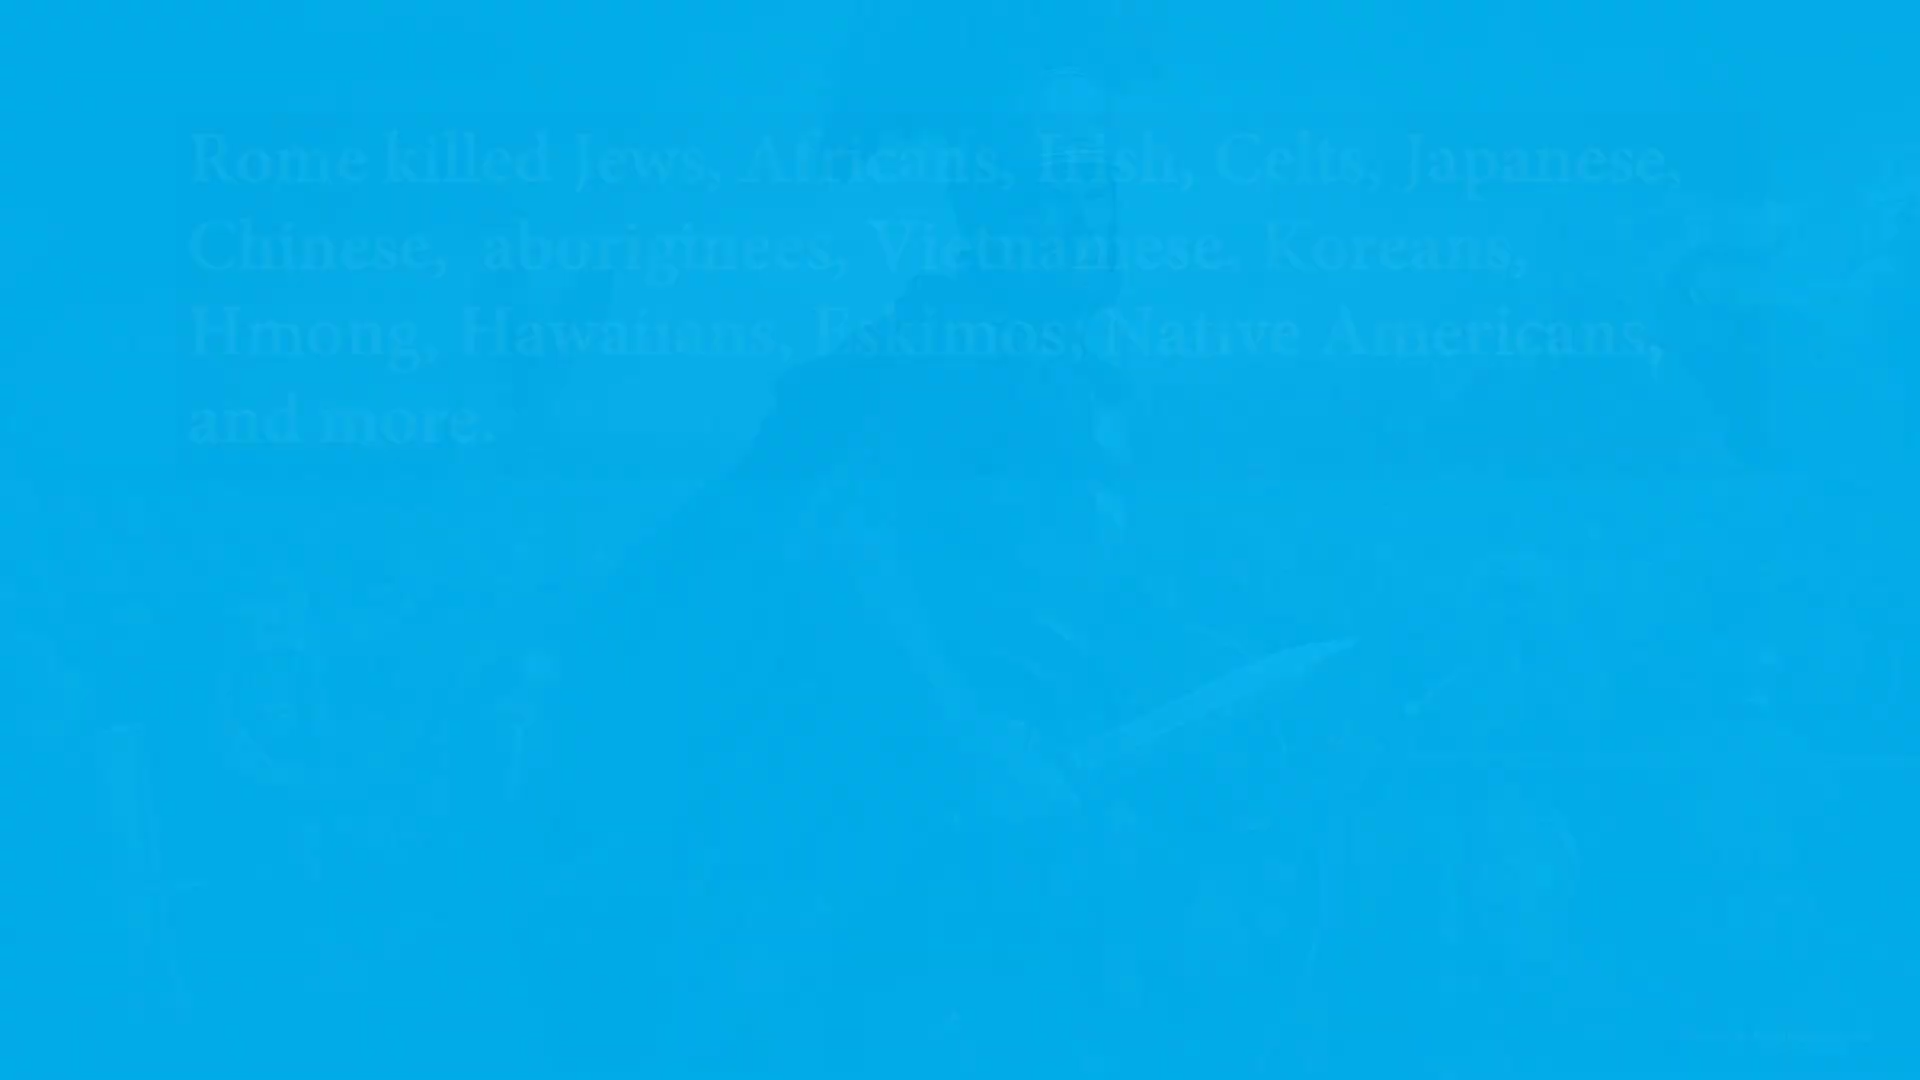 Rome killed Jews, Africans, Irish, Celts, Japanese,
Chinese, aboriginees, Vietnamese. Koreans,
Hmong, Hawaiians, Eskimos; Native Americans,
and more.